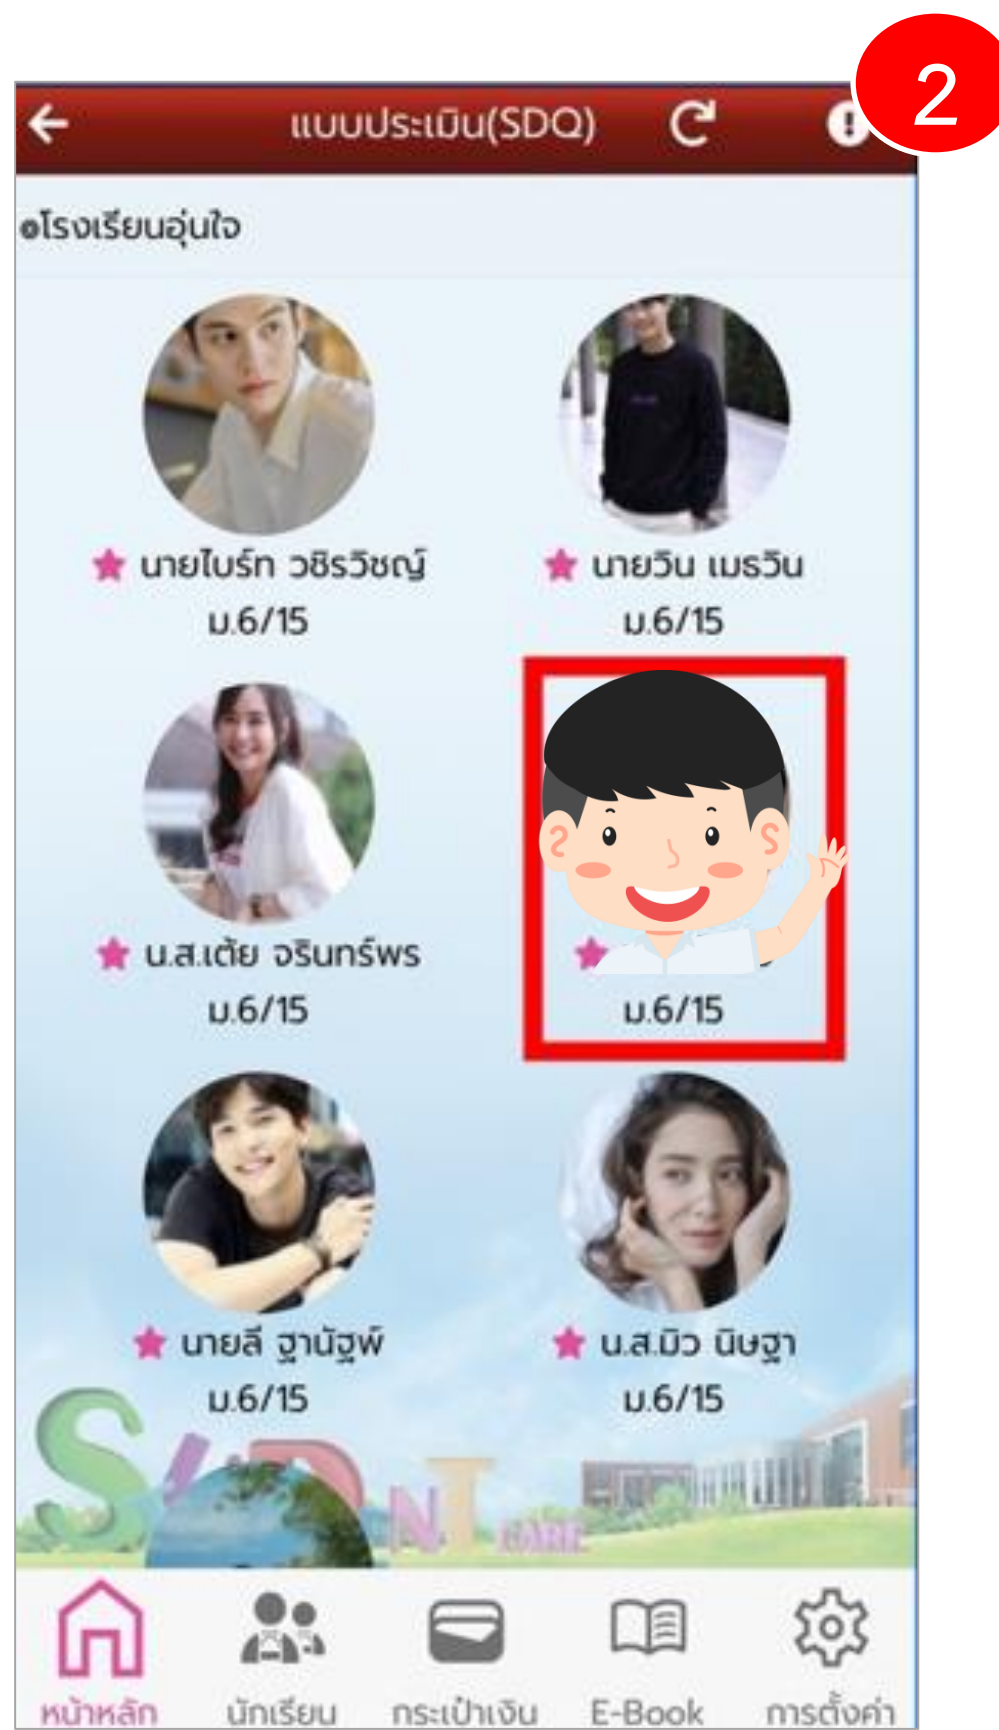 2
แบบประเมิน(SDQ)
โรงเรียนอุ่นใจ
นายไบร์ท วชิรวิชญ์
ม.6/15
นายวิน เมธวิน
ม.6/15
น.ส.เต้ย จรินทร์พร
ม.6/15
ม.6/15
นายลี ฐานัฐพ์
ม.6/15
น.ส.มิว นิษฐา
ม.6/15
CARE
หน้าหลัก
นักเรียน
กระเป๋าเงิน
E-Book
การตั้งค่า